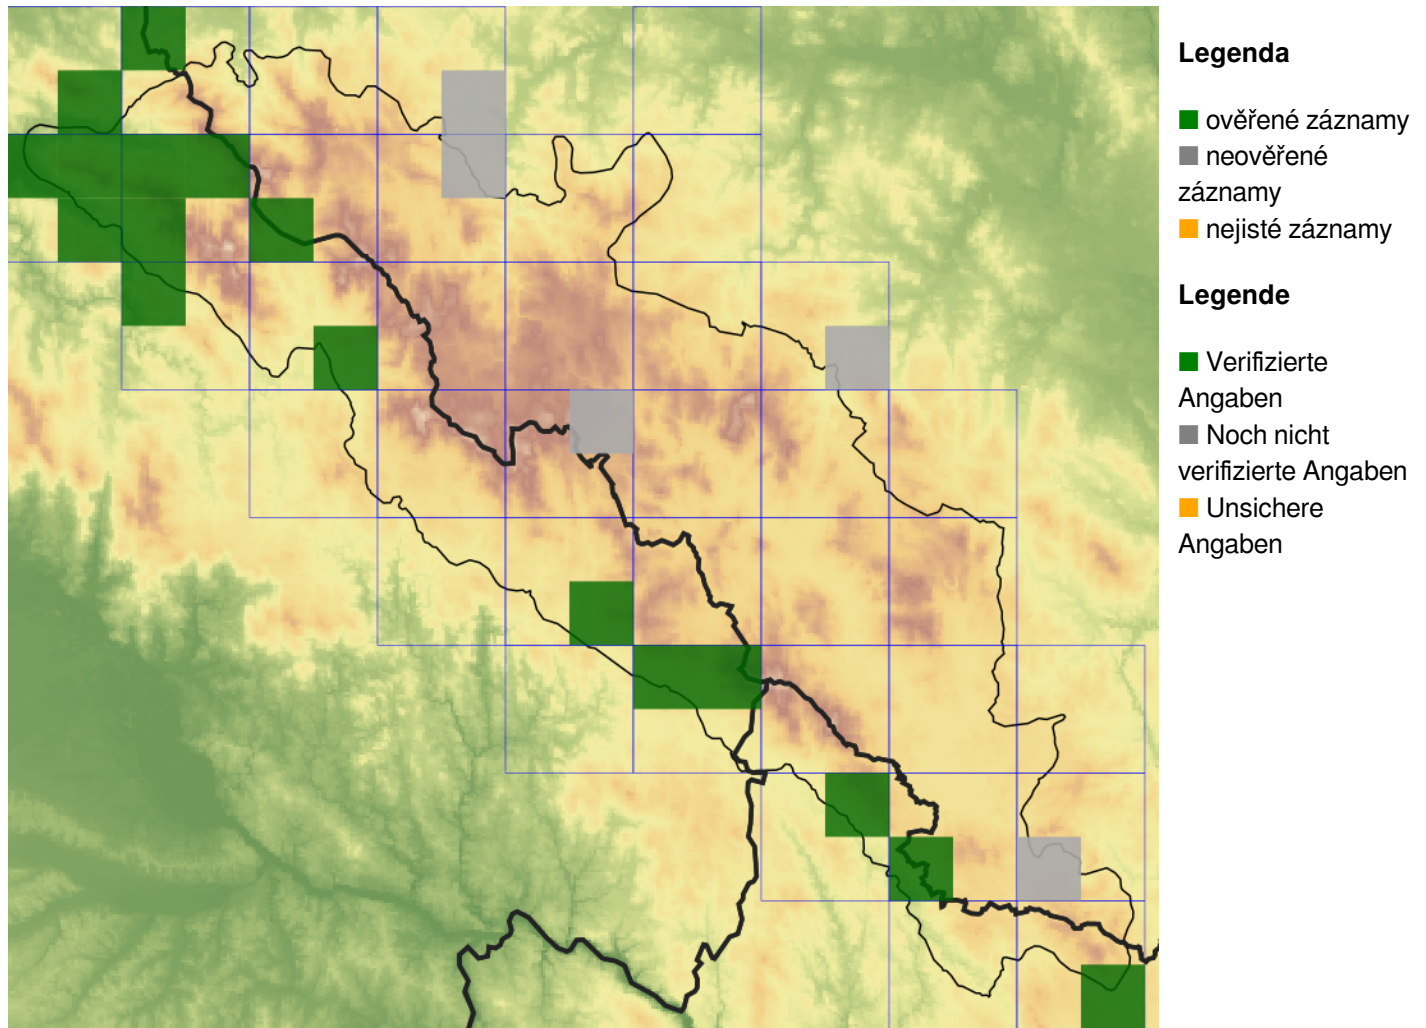 Legenda
ověřené záznamy
neověřené
záznamy
nejisté záznamy
Legende
Verifizierte
Angaben
Noch nicht
verifizierte Angaben
Unsichere
Angaben